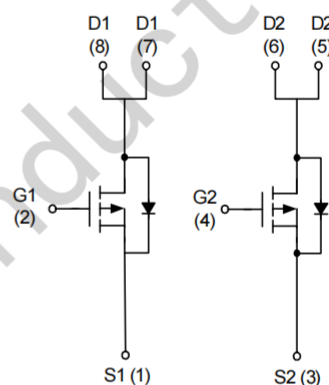 D1 D1 D2 D2
(8) (7) (6) (5)
G1
(2)
G2
(4)
S1 (1) S2 (3)